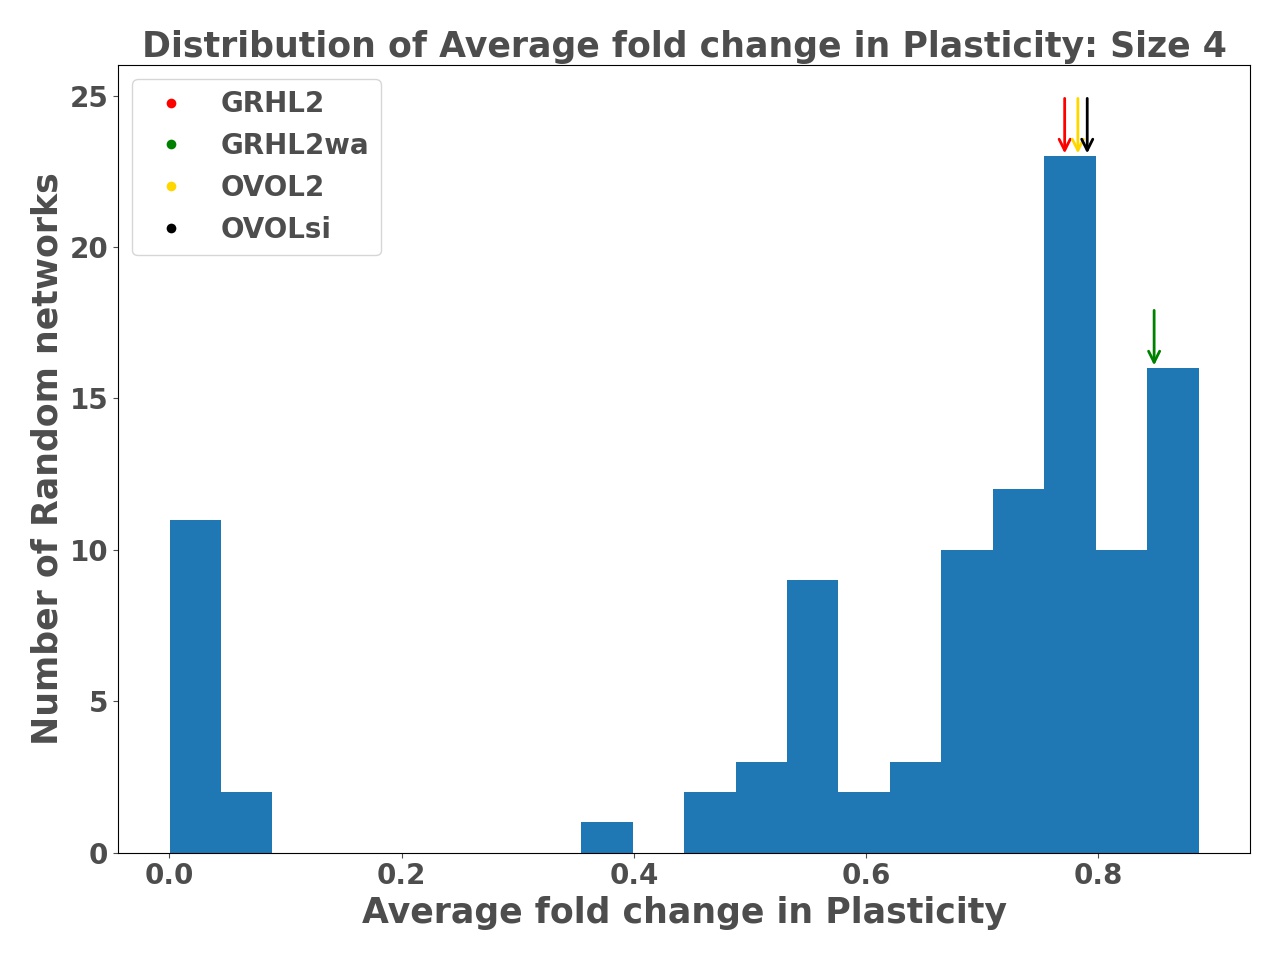 Distribution of Average fold change in Plasticity: Size 4
GRHL2
GRHL2wa
OVOL2
OVOLsi
Number of Random networks
25
20
15
10
5
0
0.0 0.2 0.4 0.6 0.8
Average fold change in Plasticity